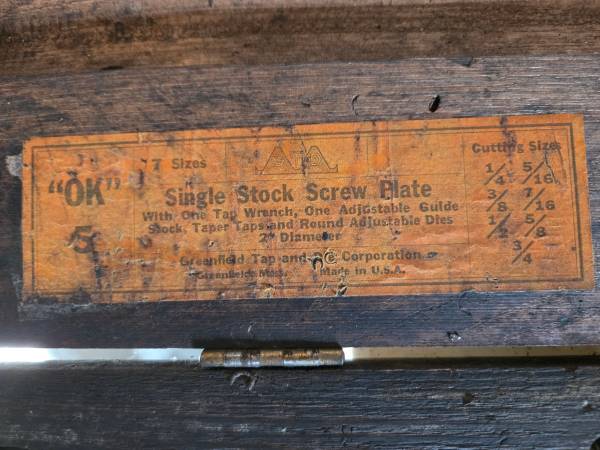 7 Sizes
"OK"
5
Single Stock Screw Plate
With One Tap Wrench, One Adjustable Guide
Stock, Taper Taps and Round Adjustable Dies
2" Diameter
Greenfield Tap and Die Corporation
Greenfield, Mass. Made in U.S.A.
Cutting Sizes
1/4 5/16
3/8 7/16
1/2 5/8
3/4